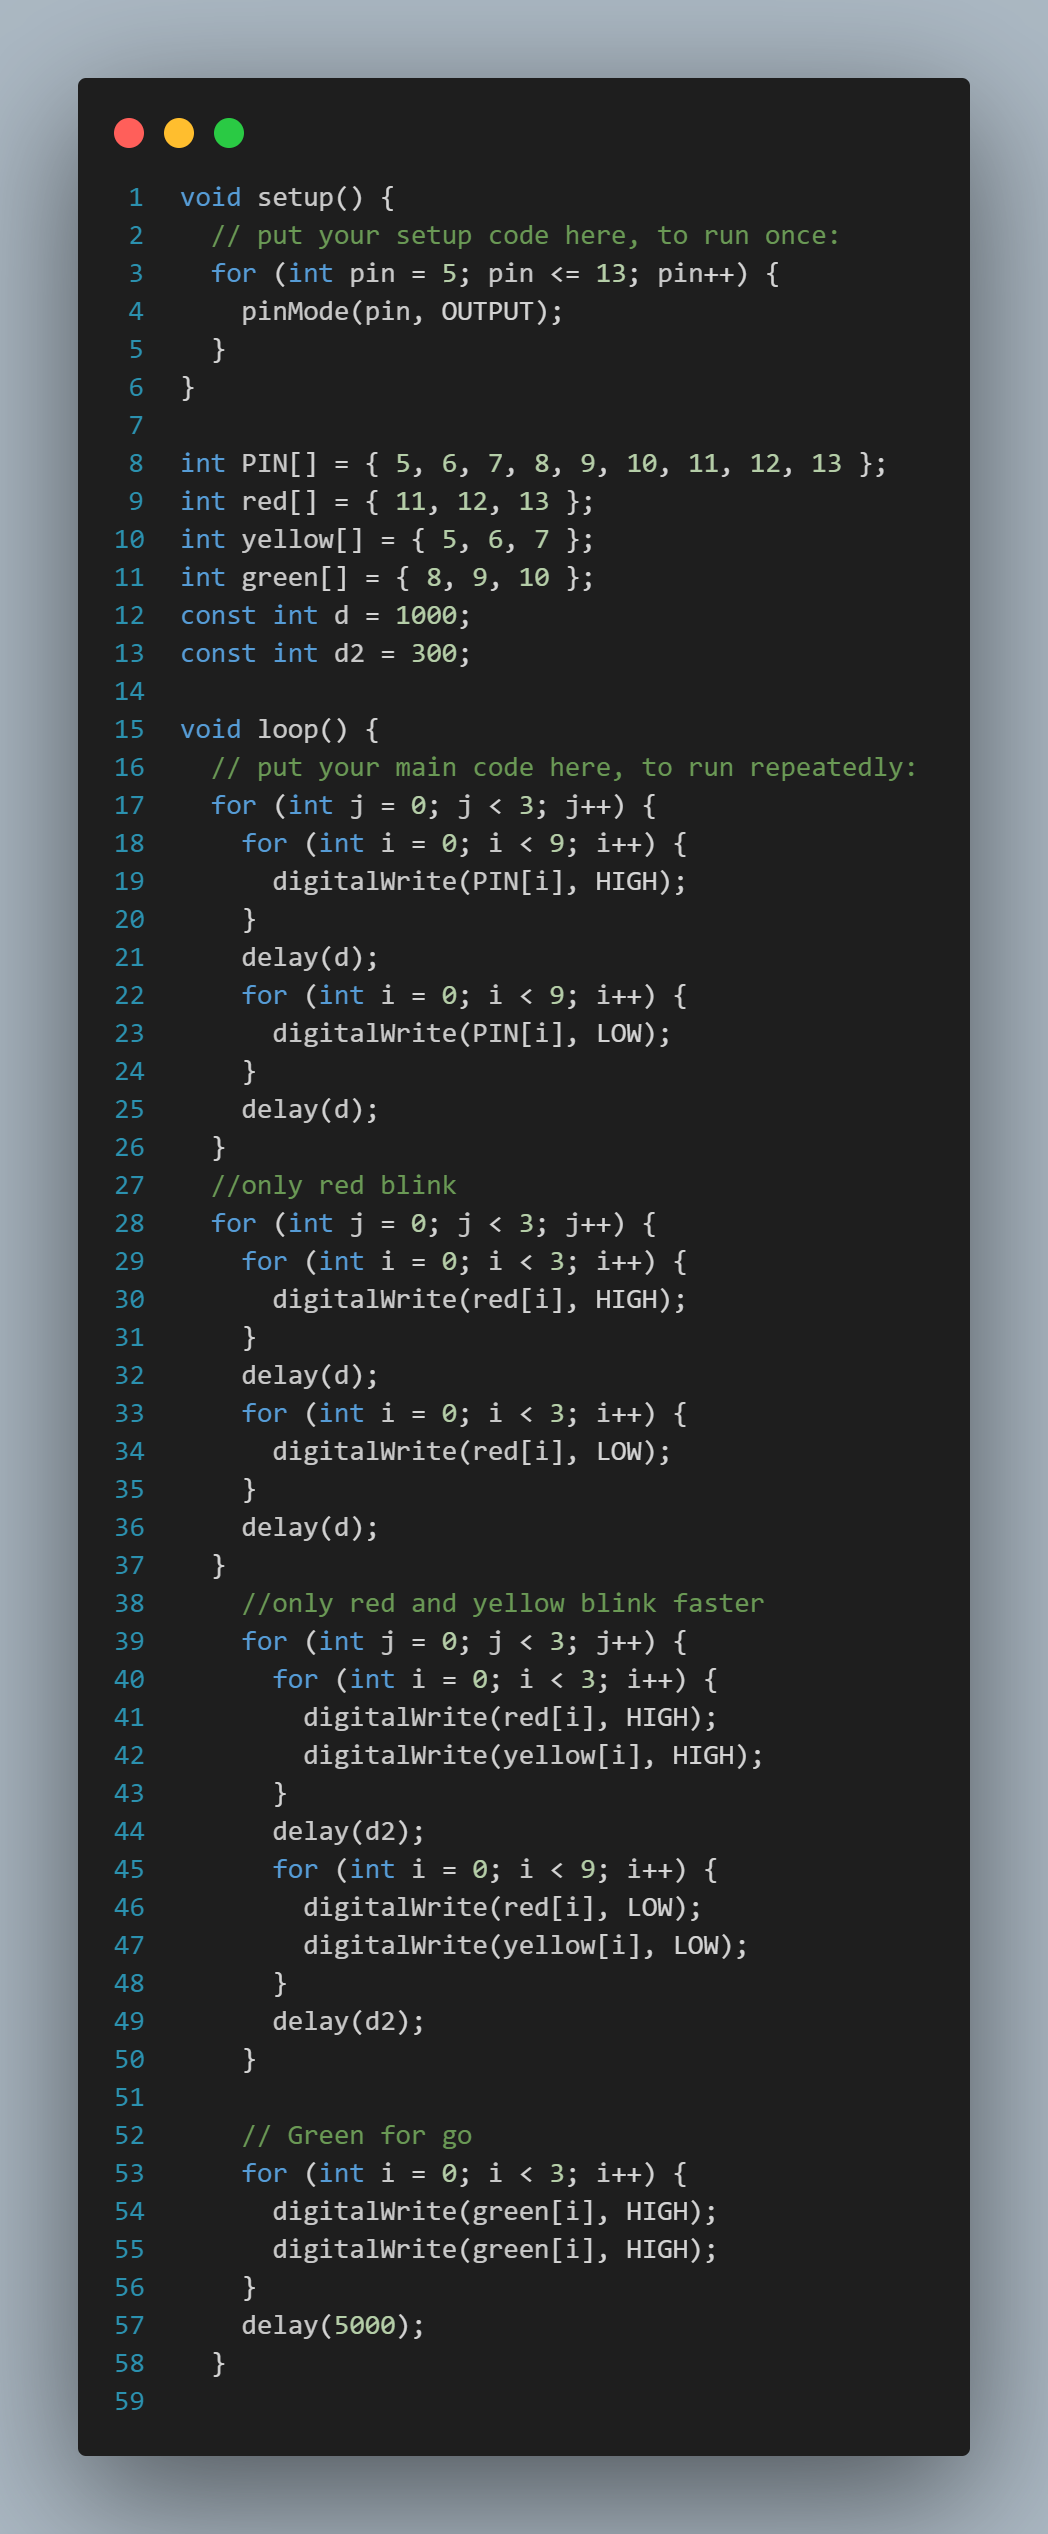 1 void setup() {
2   // put your setup code here, to run once:
3   for (int pin = 5; pin <= 13; pin++) {
4     pinMode(pin, OUTPUT);
5   }
6 }
7
8 int PIN[] = { 5, 6, 7, 8, 9, 10, 11, 12, 13 };
9 int red[] = { 11, 12, 13 };
10 int yellow[] = { 5, 6, 7 };
11 int green[] = { 8, 9, 10 };
12 const int d = 1000;
13 const int d2 = 300;
14
15 void loop() {
16   // put your main code here, to run repeatedly:
17   for (int j = 0; j < 3; j++) {
18     for (int i = 0; i < 9; i++) {
19       digitalWrite(PIN[i], HIGH);
20     }
21     delay(d);
22     for (int i = 0; i < 9; i++) {
23       digitalWrite(PIN[i], LOW);
24     }
25     delay(d);
26   }
27   //only red blink
28   for (int j = 0; j < 3; j++) {
29     for (int i = 0; i < 3; i++) {
30       digitalWrite(red[i], HIGH);
31     }
32     delay(d);
33     for (int i = 0; i < 3; i++) {
34       digitalWrite(red[i], LOW);
35     }
36     delay(d);
37   }
38     //only red and yellow blink faster
39     for (int j = 0; j < 3; j++) {
40       for (int i = 0; i < 3; i++) {
41         digitalWrite(red[i], HIGH);
42         digitalWrite(yellow[i], HIGH);
43       }
44       delay(d2);
45       for (int i = 0; i < 9; i++) {
46         digitalWrite(red[i], LOW);
47         digitalWrite(yellow[i], LOW);
48       }
49       delay(d2);
50     }
51
52     // Green for go
53     for (int i = 0; i < 3; i++) {
54       digitalWrite(green[i], HIGH);
55       digitalWrite(green[i], HIGH);
56     }
57     delay(5000);
58   }
59